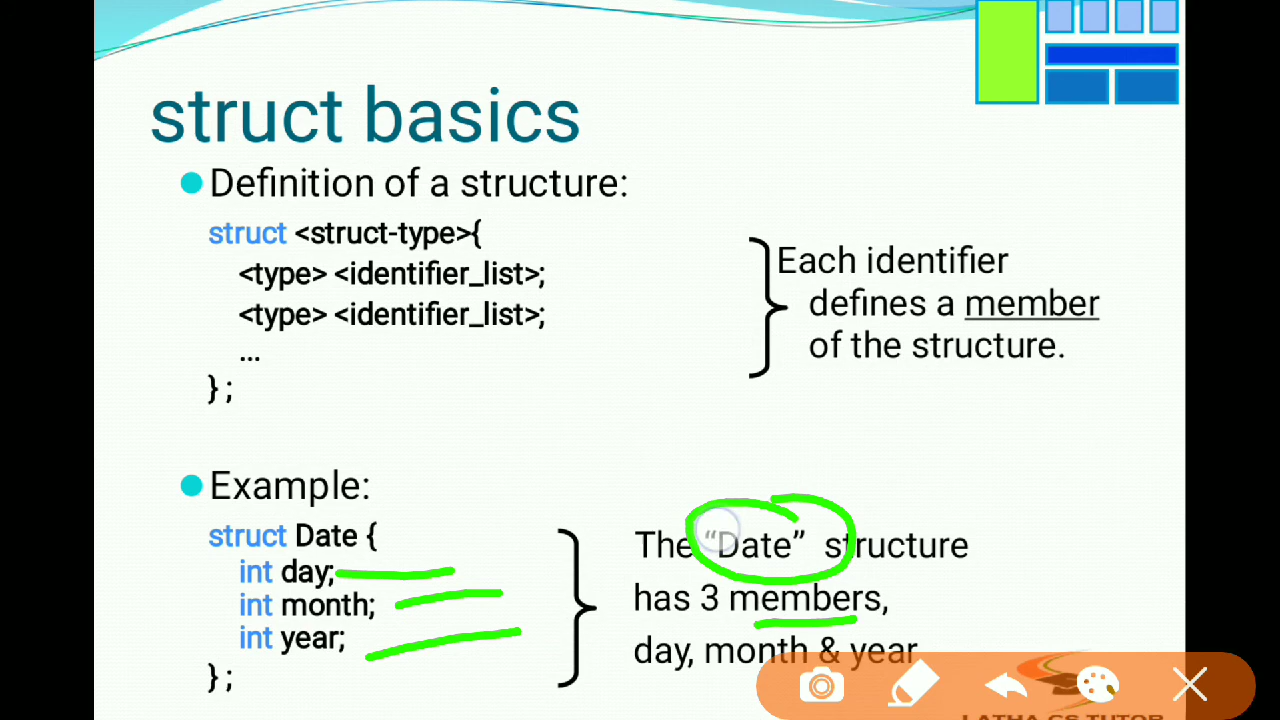 struct basics
Definition of a structure:
struct <struct-type>{
<type> <identifier_list>;
<type> <identifier_list>;
...
} ;
Each identifier
defines a member
of the structure.
Example:
struct Date {
int day;
int month;
int year;
} ;
The “Date” structure
has 3 members,
day, month & year
LATHA CS TUTOR